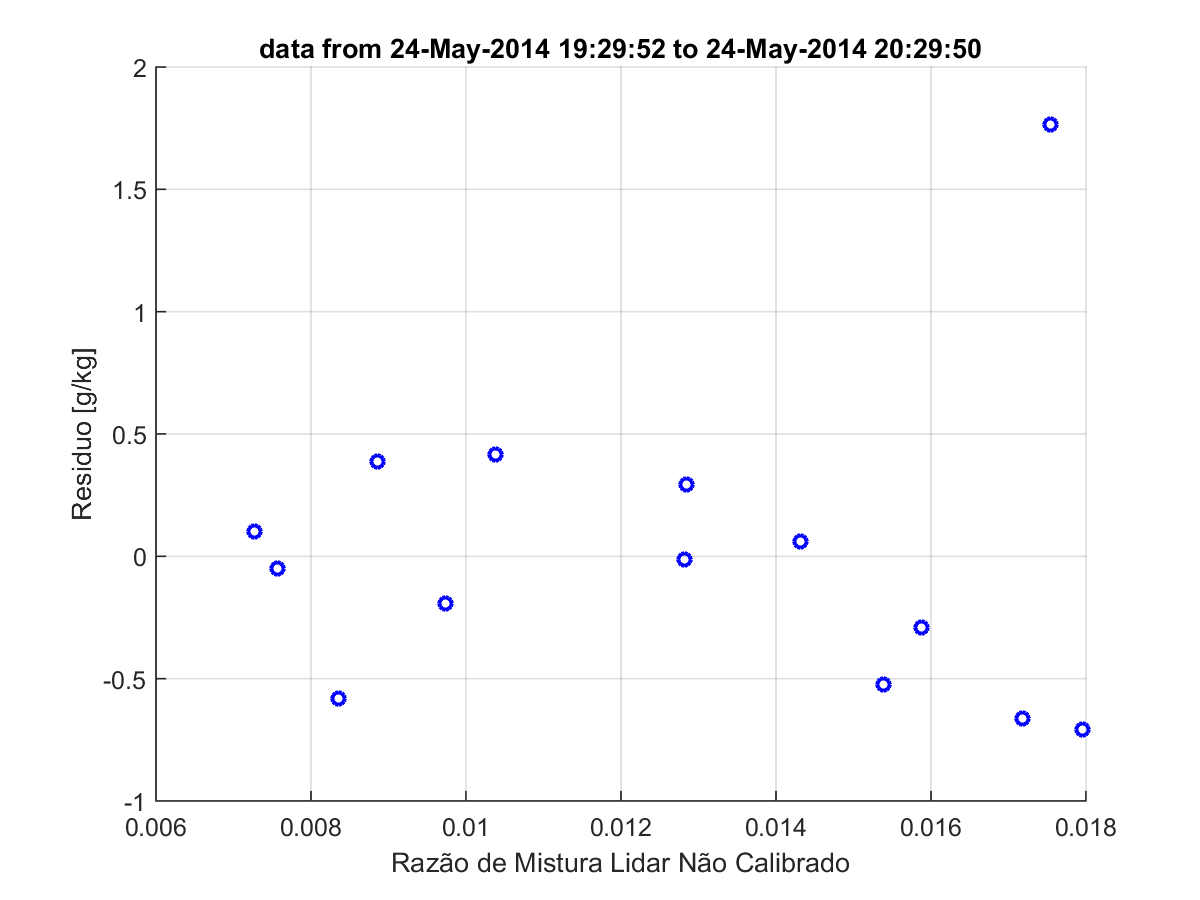 data from 24-May-2014 19:29:52 to 24-May-2014 20:29:50
2
1.5
1
0.5
0
-0.5
-1
Residuo [g/kg]
0.006 0.008 0.01 0.012 0.014 0.016 0.018
Razão de Mistura Lidar Não Calibrado